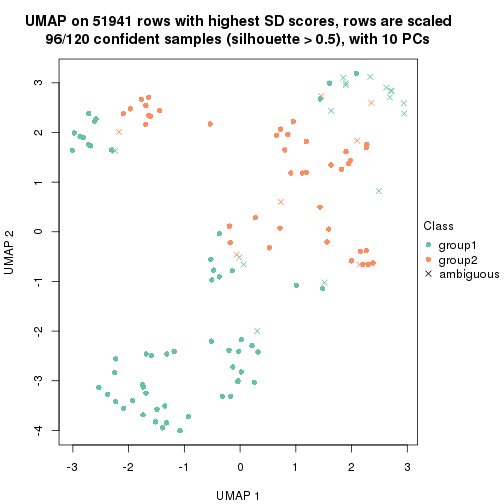 UMAP on 51941 rows with highest SD scores, rows are scaled
96/120 confident samples (silhouette > 0.5), with 10 PCs
3
2
1
0
-1
-2
-3
-4
UMAP 2
-3
-2
-1
0
1
2
3
UMAP 1
Class
group1
group2
ambiguous